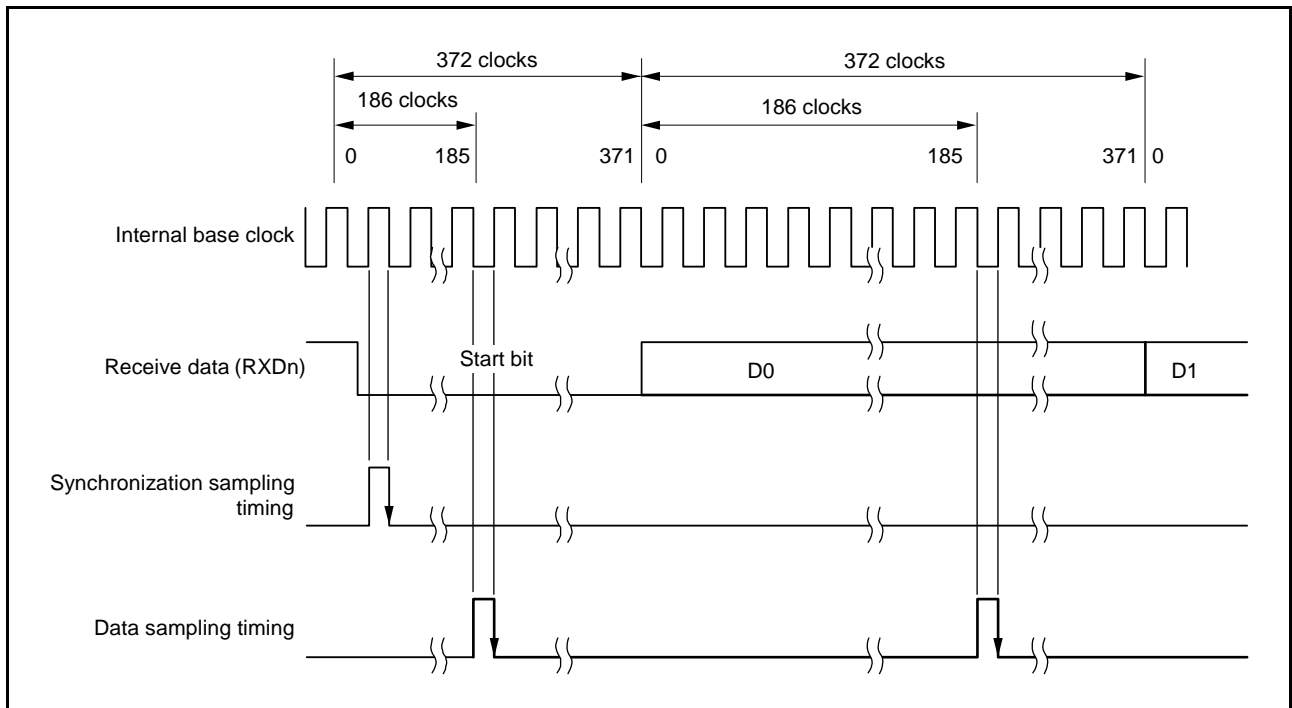 372 clocks
372 clocks
186 clocks
186 clocks
0
185
371
0
185
371
0
Internal base clock
Receive data (RXDn)
Start bit
D0
D1
Synchronization sampling
timing
Data sampling timing